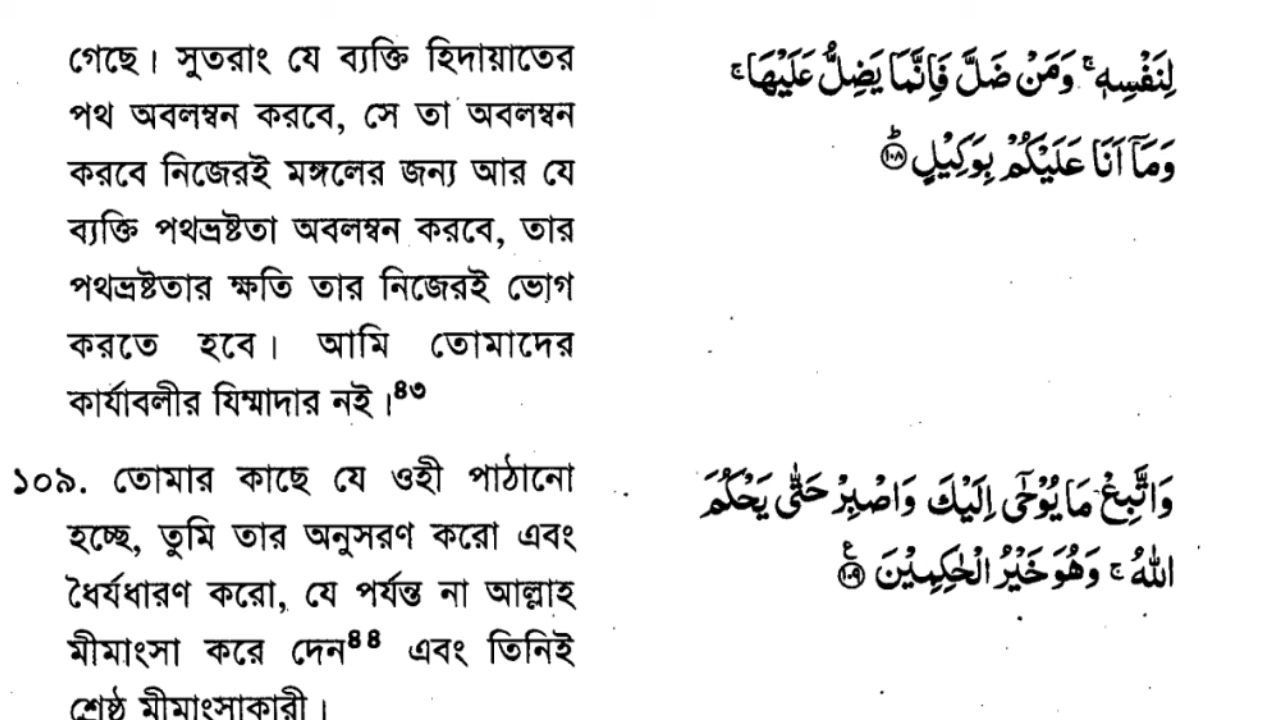 গেছে। সুতরাং যে ব্যক্তি হিদায়াতের
পথ অবলম্বন করবে, সে তা অবলম্বন
করবে নিজেরই মঙ্গলের জন্য আর যে
ব্যক্তি পথভ্রষ্টতা অবলম্বন করবে, তার
পথভ্রষ্টতার ক্ষতি তার নিজেরই ভোগ
করতে হবে। আমি তোমাদের
কার্যাবলীর যিম্মাদার নই।৪৩
لِنَفْسِهٖ ۚ وَمَنْ ضَلَّ فَاِنَّمَا يَضِلُّ عَلَيْهَا ۚ
وَمَاۤ اَنَا عَلَيْكُمْ بِوَكِيْلٍ ؕ۝۱۰۸
১০৯. তোমার কাছে যে ওহী পাঠানো
হচ্ছে, তুমি তার অনুসরণ করো এবং
ধৈর্যধারণ করো, যে পর্যন্ত না আল্লাহ
মীমাংসা করে দেন৪৪ এবং তিনিই
শ্রেষ্ঠ মীমাংসাকারী।
وَاتَّبِعْ مَا يُوْحٰۤى اِلَيْكَ وَاصْبِرْ حَتّٰى يَحْكُمَ
اللّٰهُ ۚ وَهُوَ خَيْرُ الْحٰكِمِيْنَ ۝۱۰۹ ع